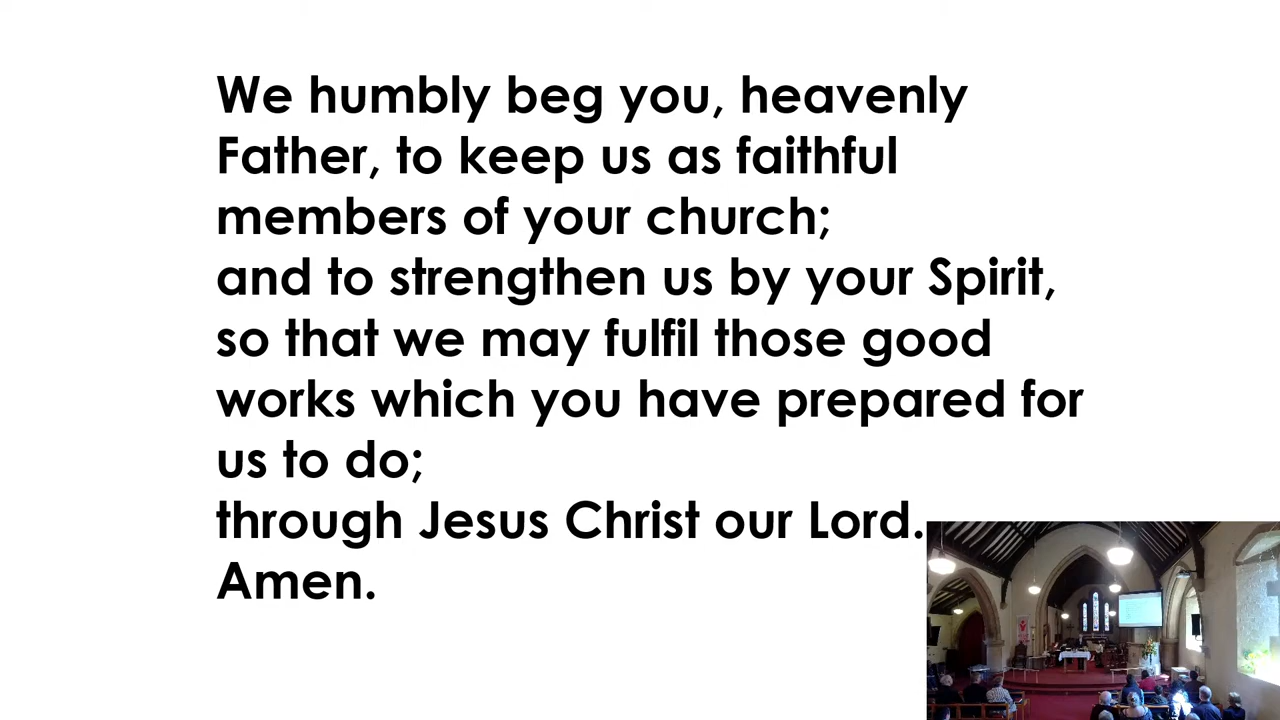 We humbly beg you, heavenly
Father, to keep us as faithful
members of your church;
and to strengthen us by your Spirit,
so that we may fulfil those good
works which you have prepared for
us to do;
through Jesus Christ our Lord.
Amen.